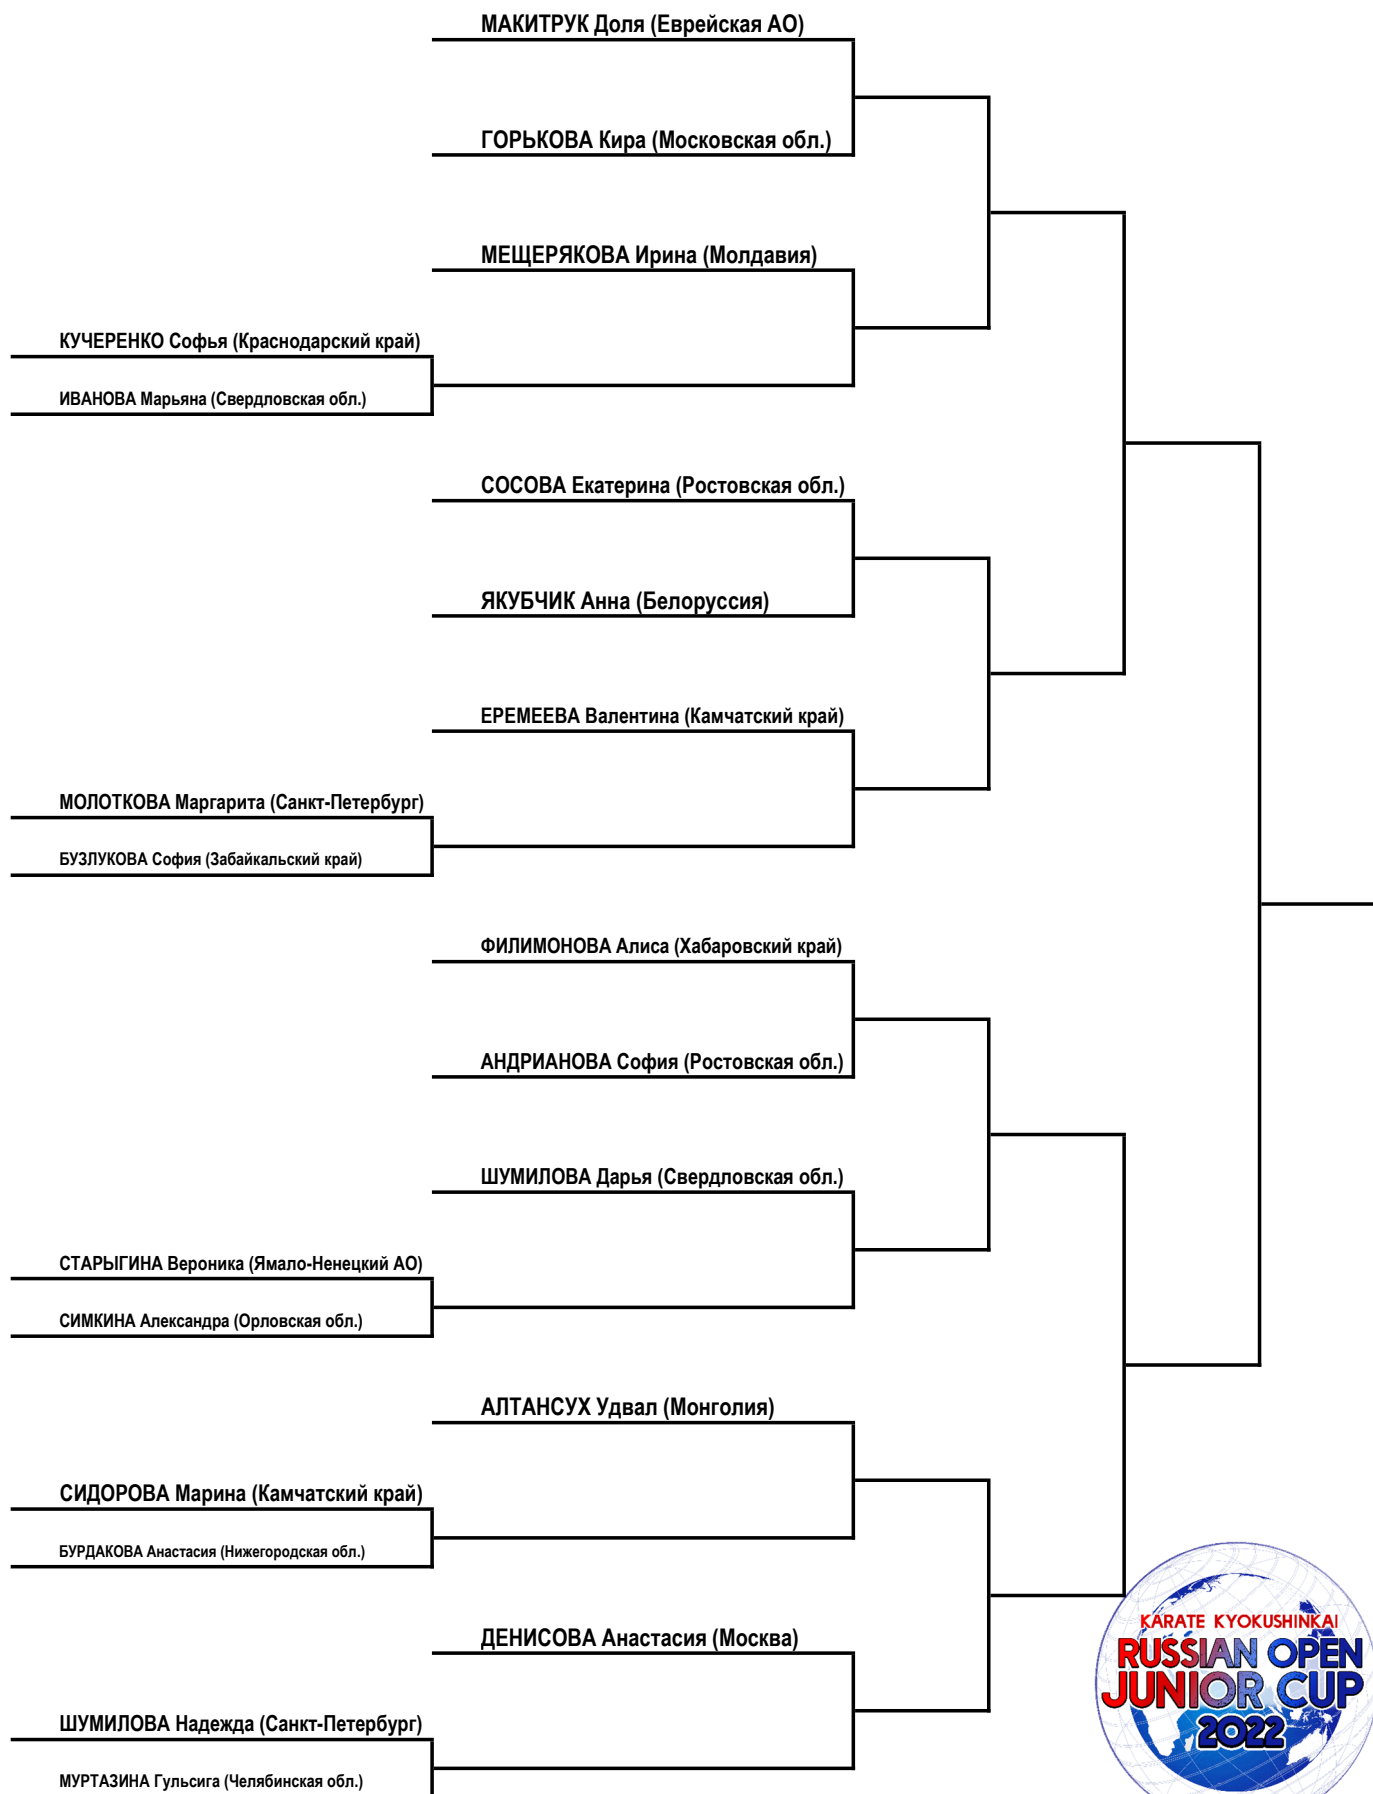 МАКИТРУК Доля (Еврейская АО)
ГОРЬКОВА Кира (Московская обл.)
МЕЩЕРЯКОВА Ирина (Молдавия)
КУЧЕРЕНКО Софья (Краснодарский край)
ИВАНОВА Марьяна (Свердловская обл.)
СОСОВА Екатерина (Ростовская обл.)
ЯКУБЧИК Анна (Белоруссия)
ЕРЕМЕЕВА Валентина (Камчатский край)
МОЛОТКОВА Маргарита (Санкт-Петербург)
БУЗЛУКОВА София (Забайкальский край)
ФИЛИМОНОВА Алиса (Хабаровский край)
АНДРИАНОВА София (Ростовская обл.)
ШУМИЛОВА Дарья (Свердловская обл.)
СТАРЫГИНА Вероника (Ямало-Ненецкий АО)
СИМКИНА Александра (Орловская обл.)
АЛТАНСУХ Удвал (Монголия)
СИДОРОВА Марина (Камчатский край)
БУРДАКОВА Анастасия (Нижегородская обл.)
ДЕНИСОВА Анастасия (Москва)
ШУМИЛОВА Надежда (Санкт-Петербург)
МУРТАЗИНА Гульсига (Челябинская обл.)
KARATE KYOKUSHINKAI
RUSSIAN OPEN
JUNIOR CUP
2022